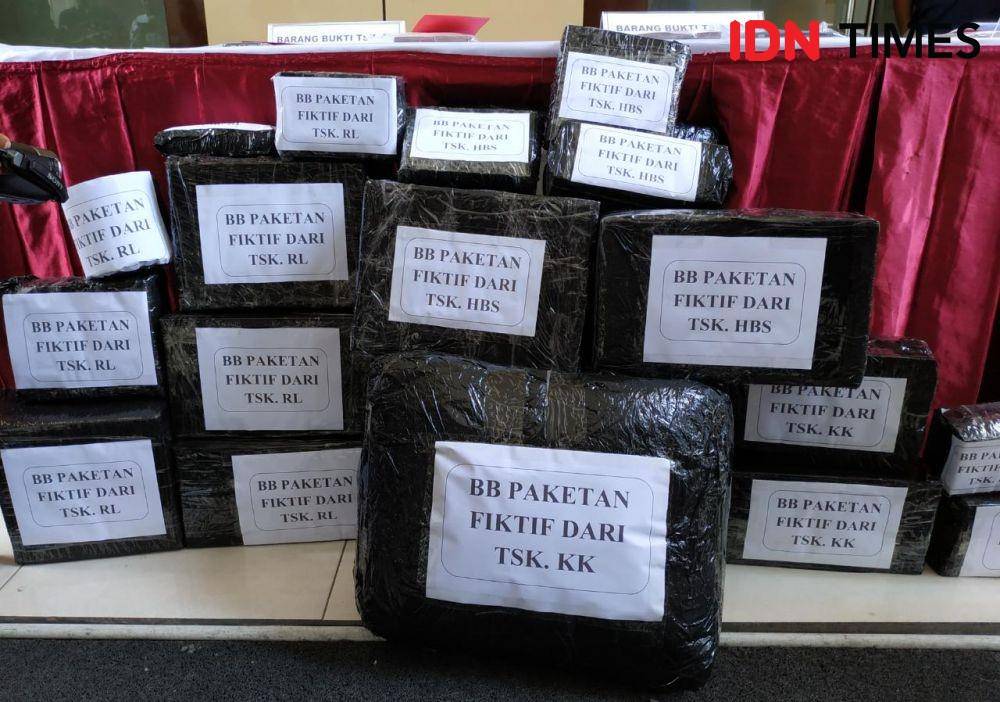 BARANG BUKTI TS
BARANG BUKTI TS
IDN TIMES
BB PAKETAN
FIKTIF DARI
TSK. HBS
BB PAKETAN
FIKTIF DARI
TSK. RL
BB PAKETAN
FIKTIF DARI
TSK. HBS
BB PAKETAN
FIKTIF DARI
TSK. HBS
PAKETAN
FIKTIF DARI
TSK. RL
BB PAKETAN
FIKTIF DARI
TSK. RL
BB PAKETAN
FIKTIF DARI
TSK. HBS
BB PAKETAN
FIKTIF DARI
TSK. HBS
BB PAKETAN
FIKTIF DARI
TSK. RL
BB PAKETAN
FIKTIF DARI
TSK. RL
BB PAKETAN
FIKTIF DARI
TSK. KK
BB PA
FIKTIF
TSK
BB PAKETAN
FIKTIF DARI
TSK. RL
BB PAKETAN
FIKTIF DARI
TSK. RL
BB PAKETAN
FIKTIF DARI
TSK. KK
BB PAKETAN
FIKTIF DARI
TSK. KK